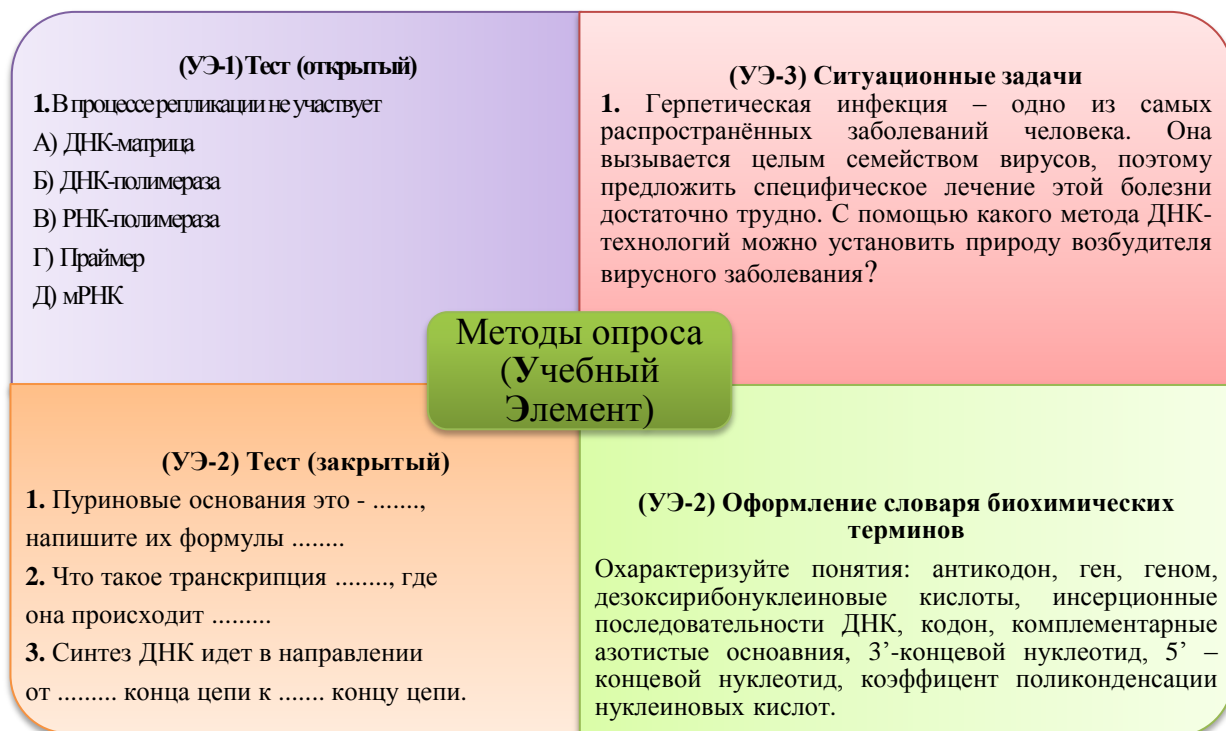 (УЭ-1) Тест (открытый)
1. В процессе репликации не участвует
А) ДНК-матрица
Б) ДНК-полимераза
В) РНК-полимераза
Г) Праймер
Д) мРНК
(УЭ-3) Ситуационные задачи
1. Герпетическая инфекция – одно из самых
распространённых заболеваний человека. Она
вызывается целым семейством вирусов, поэтому
предложить специфическое лечение этой болезни
достаточно трудно. С помощью какого метода ДНК-
технологий можно установить природу возбудителя
вирусного заболевания?
Методы опроса
(Учебный
Элемент)
(УЭ-2) Тест (закрытый)
1. Пуриновые основания это - .......,
напишите их формулы ........
2. Что такое транскрипция ........, где
она происходит .........
3. Синтез ДНК идет в направлении
от ......... конца цепи к ....... концу цепи.
(УЭ-2) Оформление словаря биохимических
терминов
Охарактеризуйте понятия: антикодон, ген, геном,
дезоксирибонуклеиновые кислоты, инсерционные
последовательности ДНК, кодон, комплементарные
азотистые осноавния, 3’-концевой нуклеотид, 5’ –
концевой нуклеотид, коэффицент поликонденсации
нуклеиновых кислот.